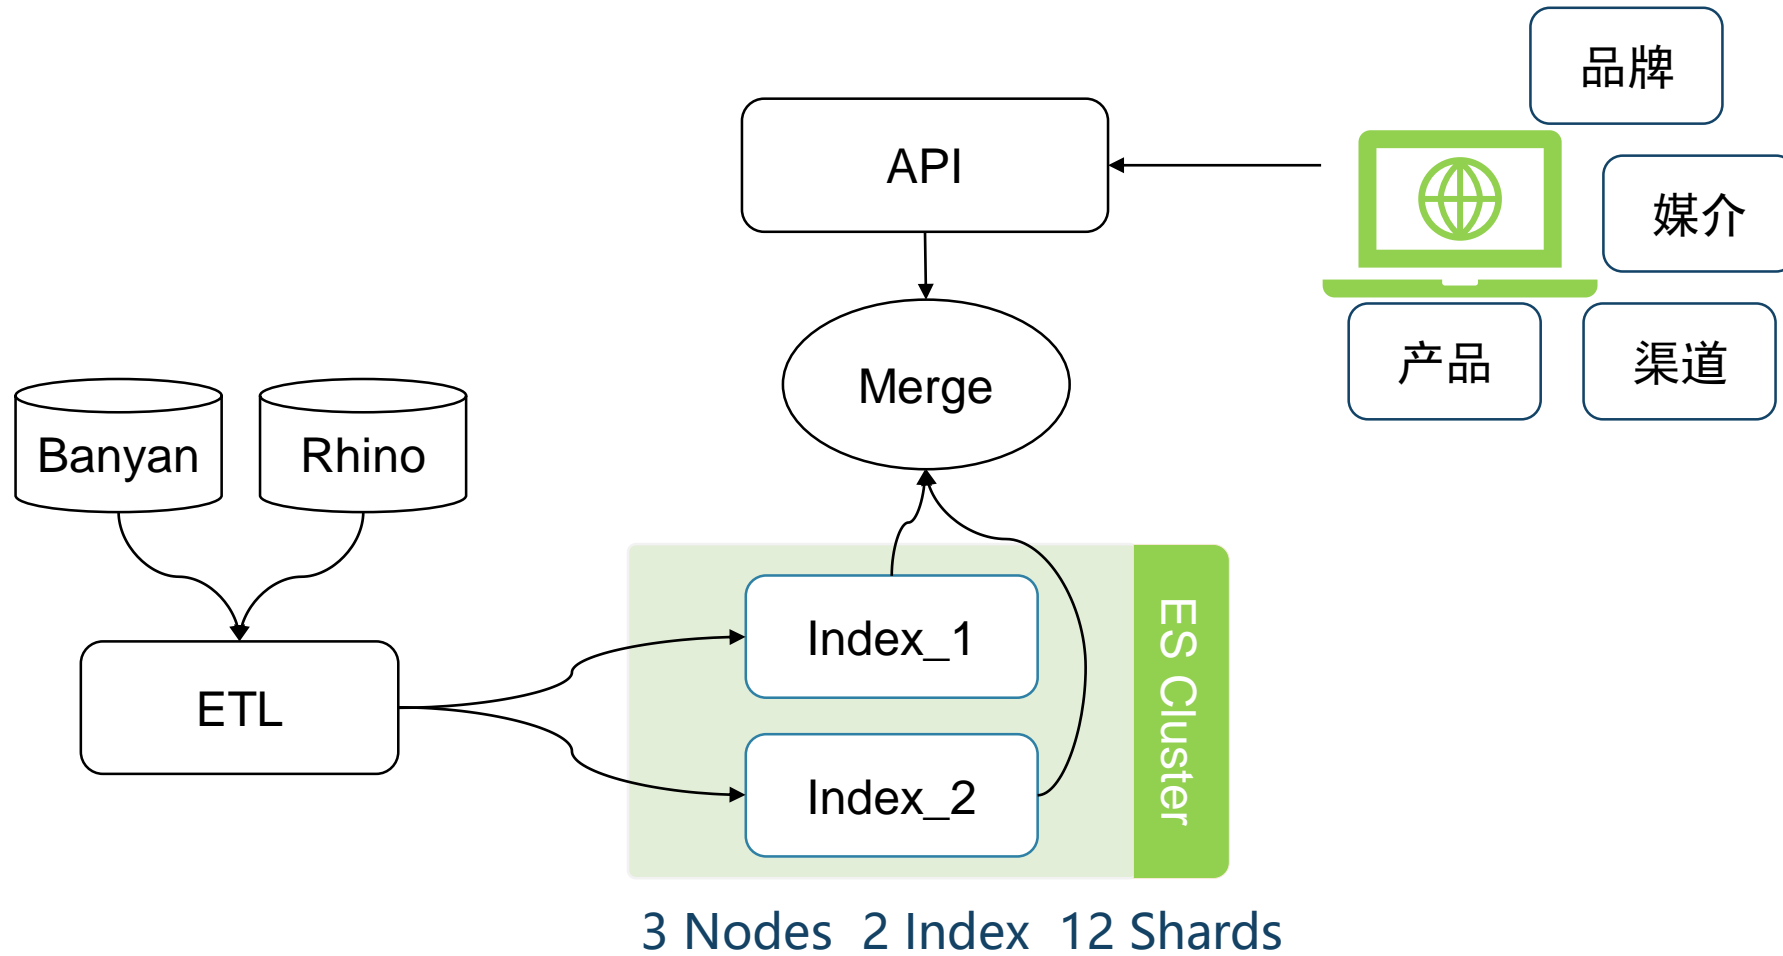 品牌
API
媒介
产品
渠道
Merge
Banyan
Rhino
Index_1
ES Cluster
ETL
Index_2
3 Nodes 2 Index 12 Shards